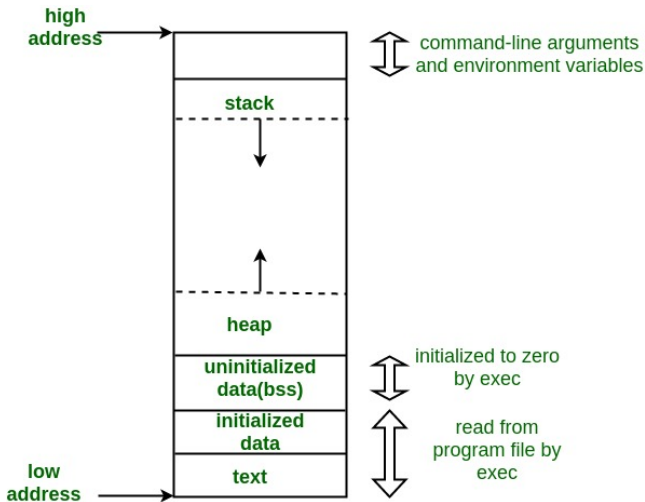 high
address
command-line arguments
and environment variables
stack
heap
uninitialized
data(bss)
initialized to zero
by exec
initialized
data
read from
program file by
exec
text
low
address